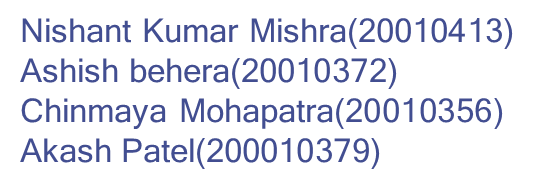 Nishant Kumar Mishra(20010413)
Ashish behera(20010372)
Chinmaya Mohapatra(20010356)
Akash Patel(200010379)